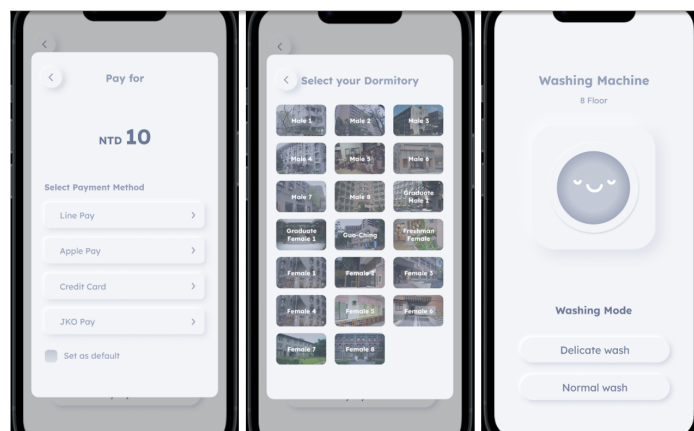 Pay for
NTD 10
Select Payment Method
Line Pay
Apple Pay
Credit Card
JKO Pay
Set as default
Select your Dormitory
Male 1
Male 2
Male 3
Male 4
Male 5
Male 6
Male 7
Male 8
Graduate
Male 1
Graduate
Female 1
Guo-Ching
Freshman
Female
Female 1
Female 2
Female 3
Female 4
Female 5
Female 6
Female 7
Female 8
Washing Machine
8 Floor
Washing Mode
Delicate wash
Normal wash